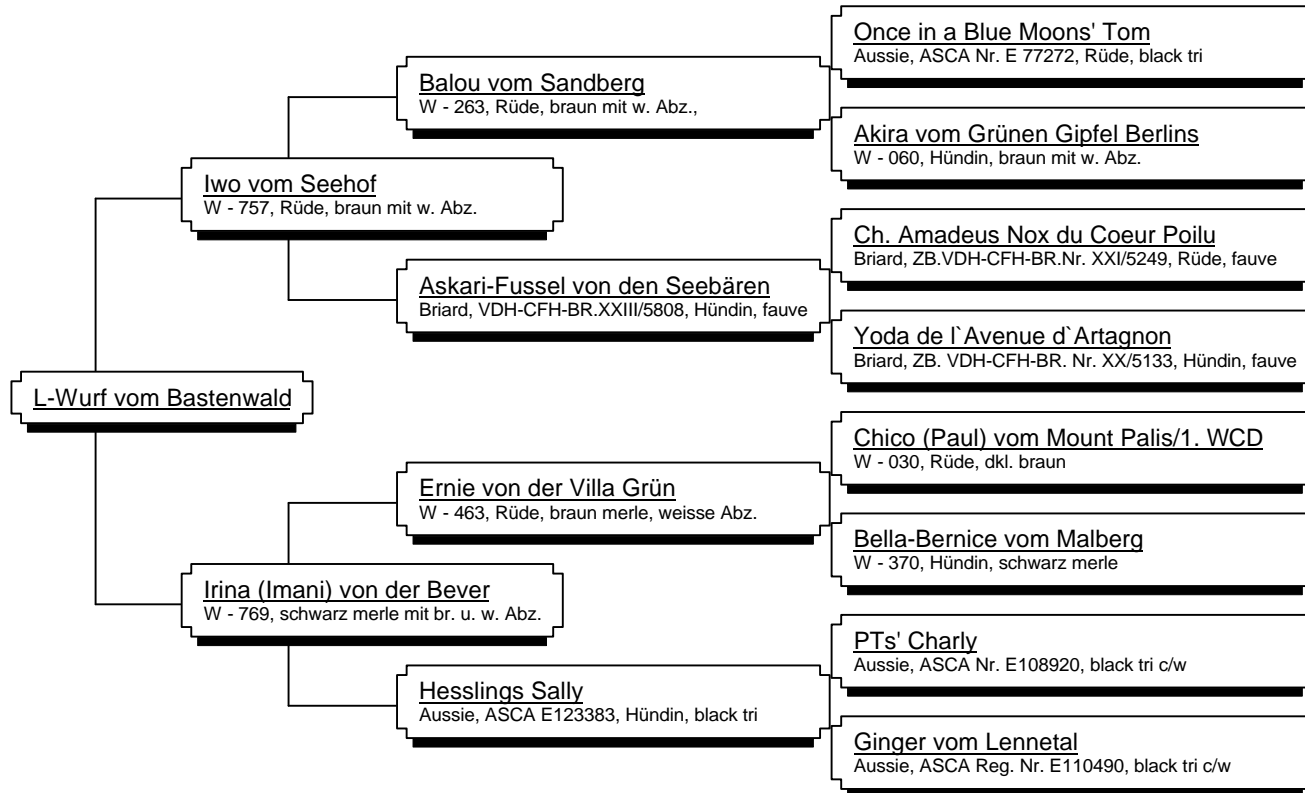 Once in a Blue Moons' Tom
Aussie, ASCA Nr. E 77272, Rüde, black tri
Balou vom Sandberg
W - 263, Rüde, braun mit w. Abz.,
Akira vom Grünen Gipfel Berlins
W - 060, Hündin, braun mit w. Abz.
Iwo vom Seehof
W - 757, Rüde, braun mit w. Abz.
Ch. Amadeus Nox du Coeur Poilu
Briard, ZB.VDH-CFH-BR.Nr. XXI/5249, Rüde, fauve
Askari-Fussel von den Seebären
Briard, VDH-CFH-BR.XXIII/5808, Hündin, fauve
Yoda de l`Avenue d`Artagnon
Briard, ZB. VDH-CFH-BR. Nr. XX/5133, Hündin, fauve
L-Wurf vom Bastenwald
Chico (Paul) vom Mount Palis/1. WCD
W - 030, Rüde, dkl. braun
Ernie von der Villa Grün
W - 463, Rüde, braun merle, weisse Abz.
Bella-Bernice vom Malberg
W - 370, Hündin, schwarz merle
Irina (Imani) von der Bever
W - 769, schwarz merle mit br. u. w. Abz.
PTs' Charly
Aussie, ASCA Nr. E108920, black tri c/w
Hesslings Sally
Aussie, ASCA E123383, Hündin, black tri
Ginger vom Lennetal
Aussie, ASCA Reg. Nr. E110490, black tri c/w